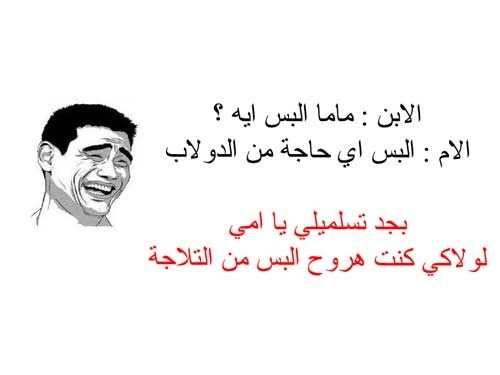 الابن : ماما البس ايه ؟
الام : البس اي حاجة من الدولاب
بجد تسلميلي يا امي
لولاكي كنت هروح البس من التلاجة